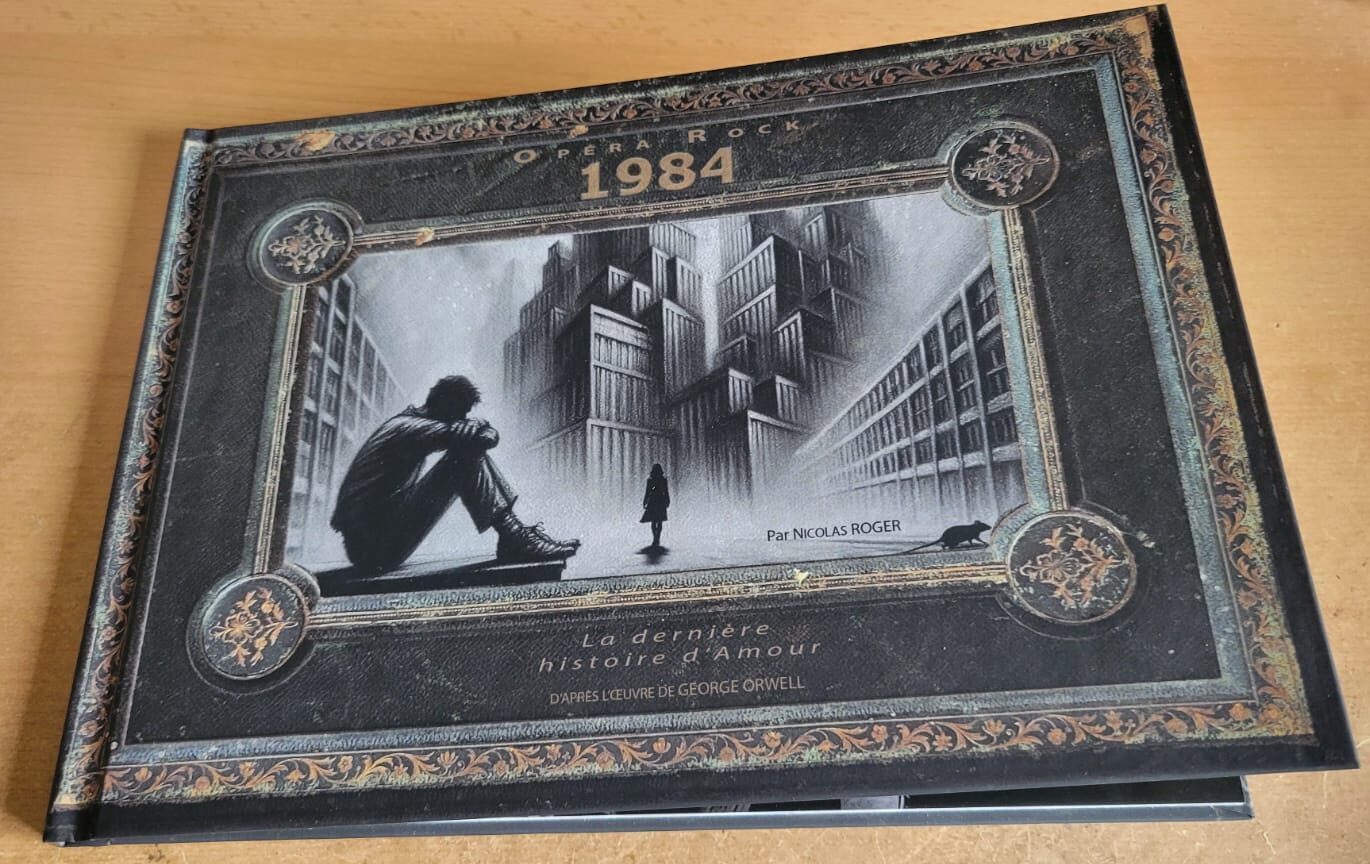 OPÉRA ROCK
1984
Par NICOLAS ROGER
La dernière
histoire d'Amour
D'APRÈS L'ŒUVRE DE GEORGE ORWELL